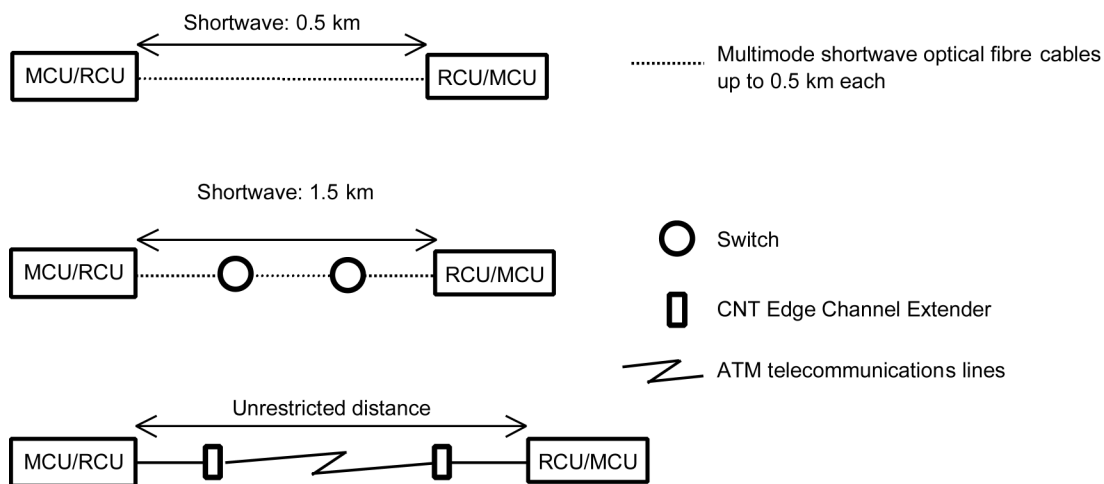 Shortwave: 0.5 km
MCU/RCU
RCU/MCU
Multimode shortwave optical fibre cables
up to 0.5 km each
Shortwave: 1.5 km
MCU/RCU
RCU/MCU
Switch
CNT Edge Channel Extender
ATM telecommunications lines
Unrestricted distance
MCU/RCU
RCU/MCU